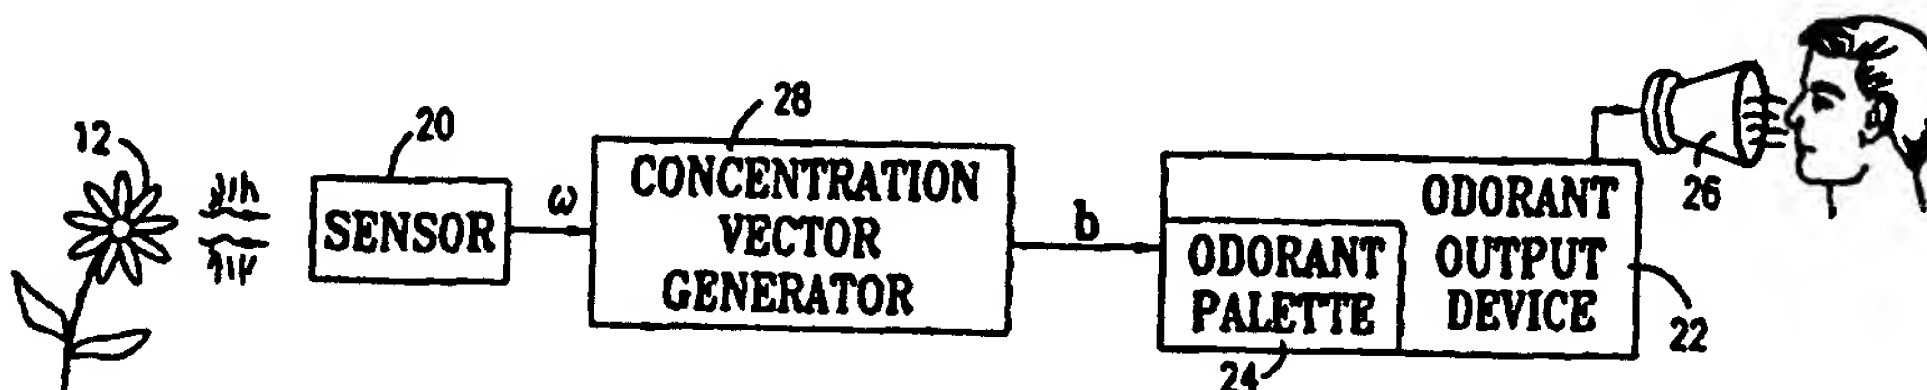 12
20
SENSOR
ω
28
CONCENTRATION
VECTOR
GENERATOR
b
ODORANT
OUTPUT
DEVICE
22
ODORANT
PALETTE
24
26